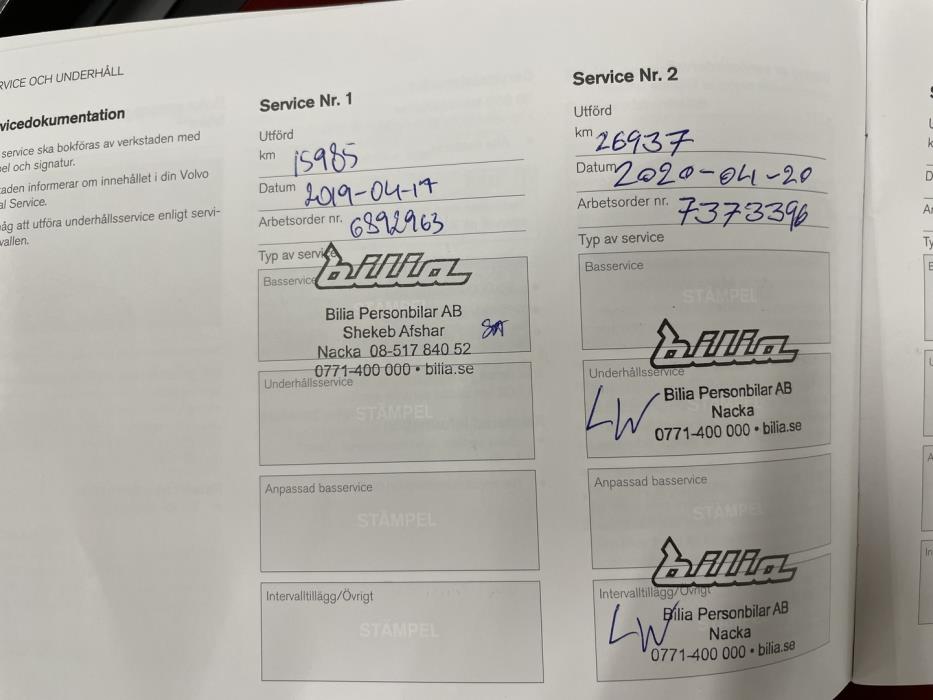 RVICE OCH UNDERHÅLL
vicedokumentation
service ska bokföras av verkstaden med
el och signatur.
taden informerar om innehållet i din Volvo
al Service.
åg att utföra underhållsservice enligt servi-
vallen.
Service Nr. 1
Utförd
km 15985
Datum 2019-04-17
Arbetsorder nr. 6892963
Typ av service
bilia
Basservice
STÄMPEL
Bilia Personbilar AB
Shekeb Afshar
SA
Nacka 08-517 840 52
0771-400 000 • bilia.se
Underhållsservice
STÄMPEL
Anpassad basservice
STÄMPEL
Intervalltillägg/Övrigt
STÄMPEL
Service Nr. 2
Utförd
km 26937
Datum 2020-04-20
Arbetsorder nr. 7373396
Typ av service
Basservice
STÄMPEL
bilia
Underhållsservice
LW
Bilia Personbilar AB
Nacka
0771-400 000 • bilia.se
Anpassad basservice
STÄMPEL
bilia
Intervalltillägg/Övrigt
LW
Bilia Personbilar AB
Nacka
0771-400 000 • bilia.se